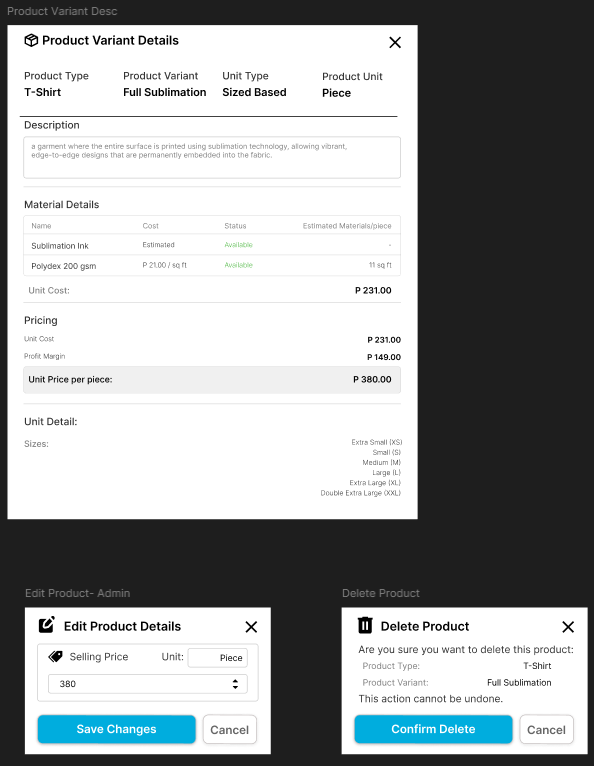 Product Variant Desc
Product Variant Details
Product Type Product Variant Unit Type Product Unit
T-Shirt Full Sublimation Sized Based Piece
Description
a garment where the entire surface is printed using sublimation technology, allowing vibrant,
edge-to-edge designs that are permanently embedded into the fabric.
Material Details
Name Cost Status Estimated Materials/piece
Sublimation Ink Estimated Available -
Polydex 200 gsm P 21.00 / sq ft Available 11 sq ft
Unit Cost: P 231.00
Pricing
Unit Cost P 231.00
Profit Margin P 149.00
Unit Price per piece: P 380.00
Unit Detail:
Sizes: Extra Small (XS)
Small (S)
Medium (M)
Large (L)
Extra Large (XL)
Double Extra Large (XXL)
Edit Product- Admin
Edit Product Details
Selling Price Unit: Piece
380
Save Changes Cancel
Delete Product
Delete Product
Are you sure you want to delete this product:
Product Type: T-Shirt
Product Variant: Full Sublimation
This action cannot be undone.
Confirm Delete Cancel